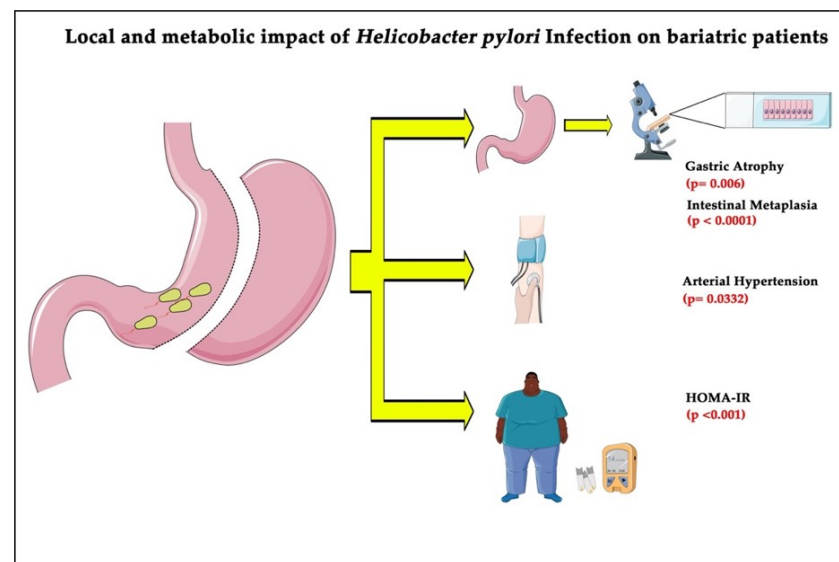 Local and metabolic impact of Helicobacter pylori Infection on bariatric patients
Gastric Atrophy
(p= 0.006)
Intestinal Metaplasia
(p < 0.0001)
Arterial Hypertension
(p= 0.0332)
HOMA-IR
(p <0.001)